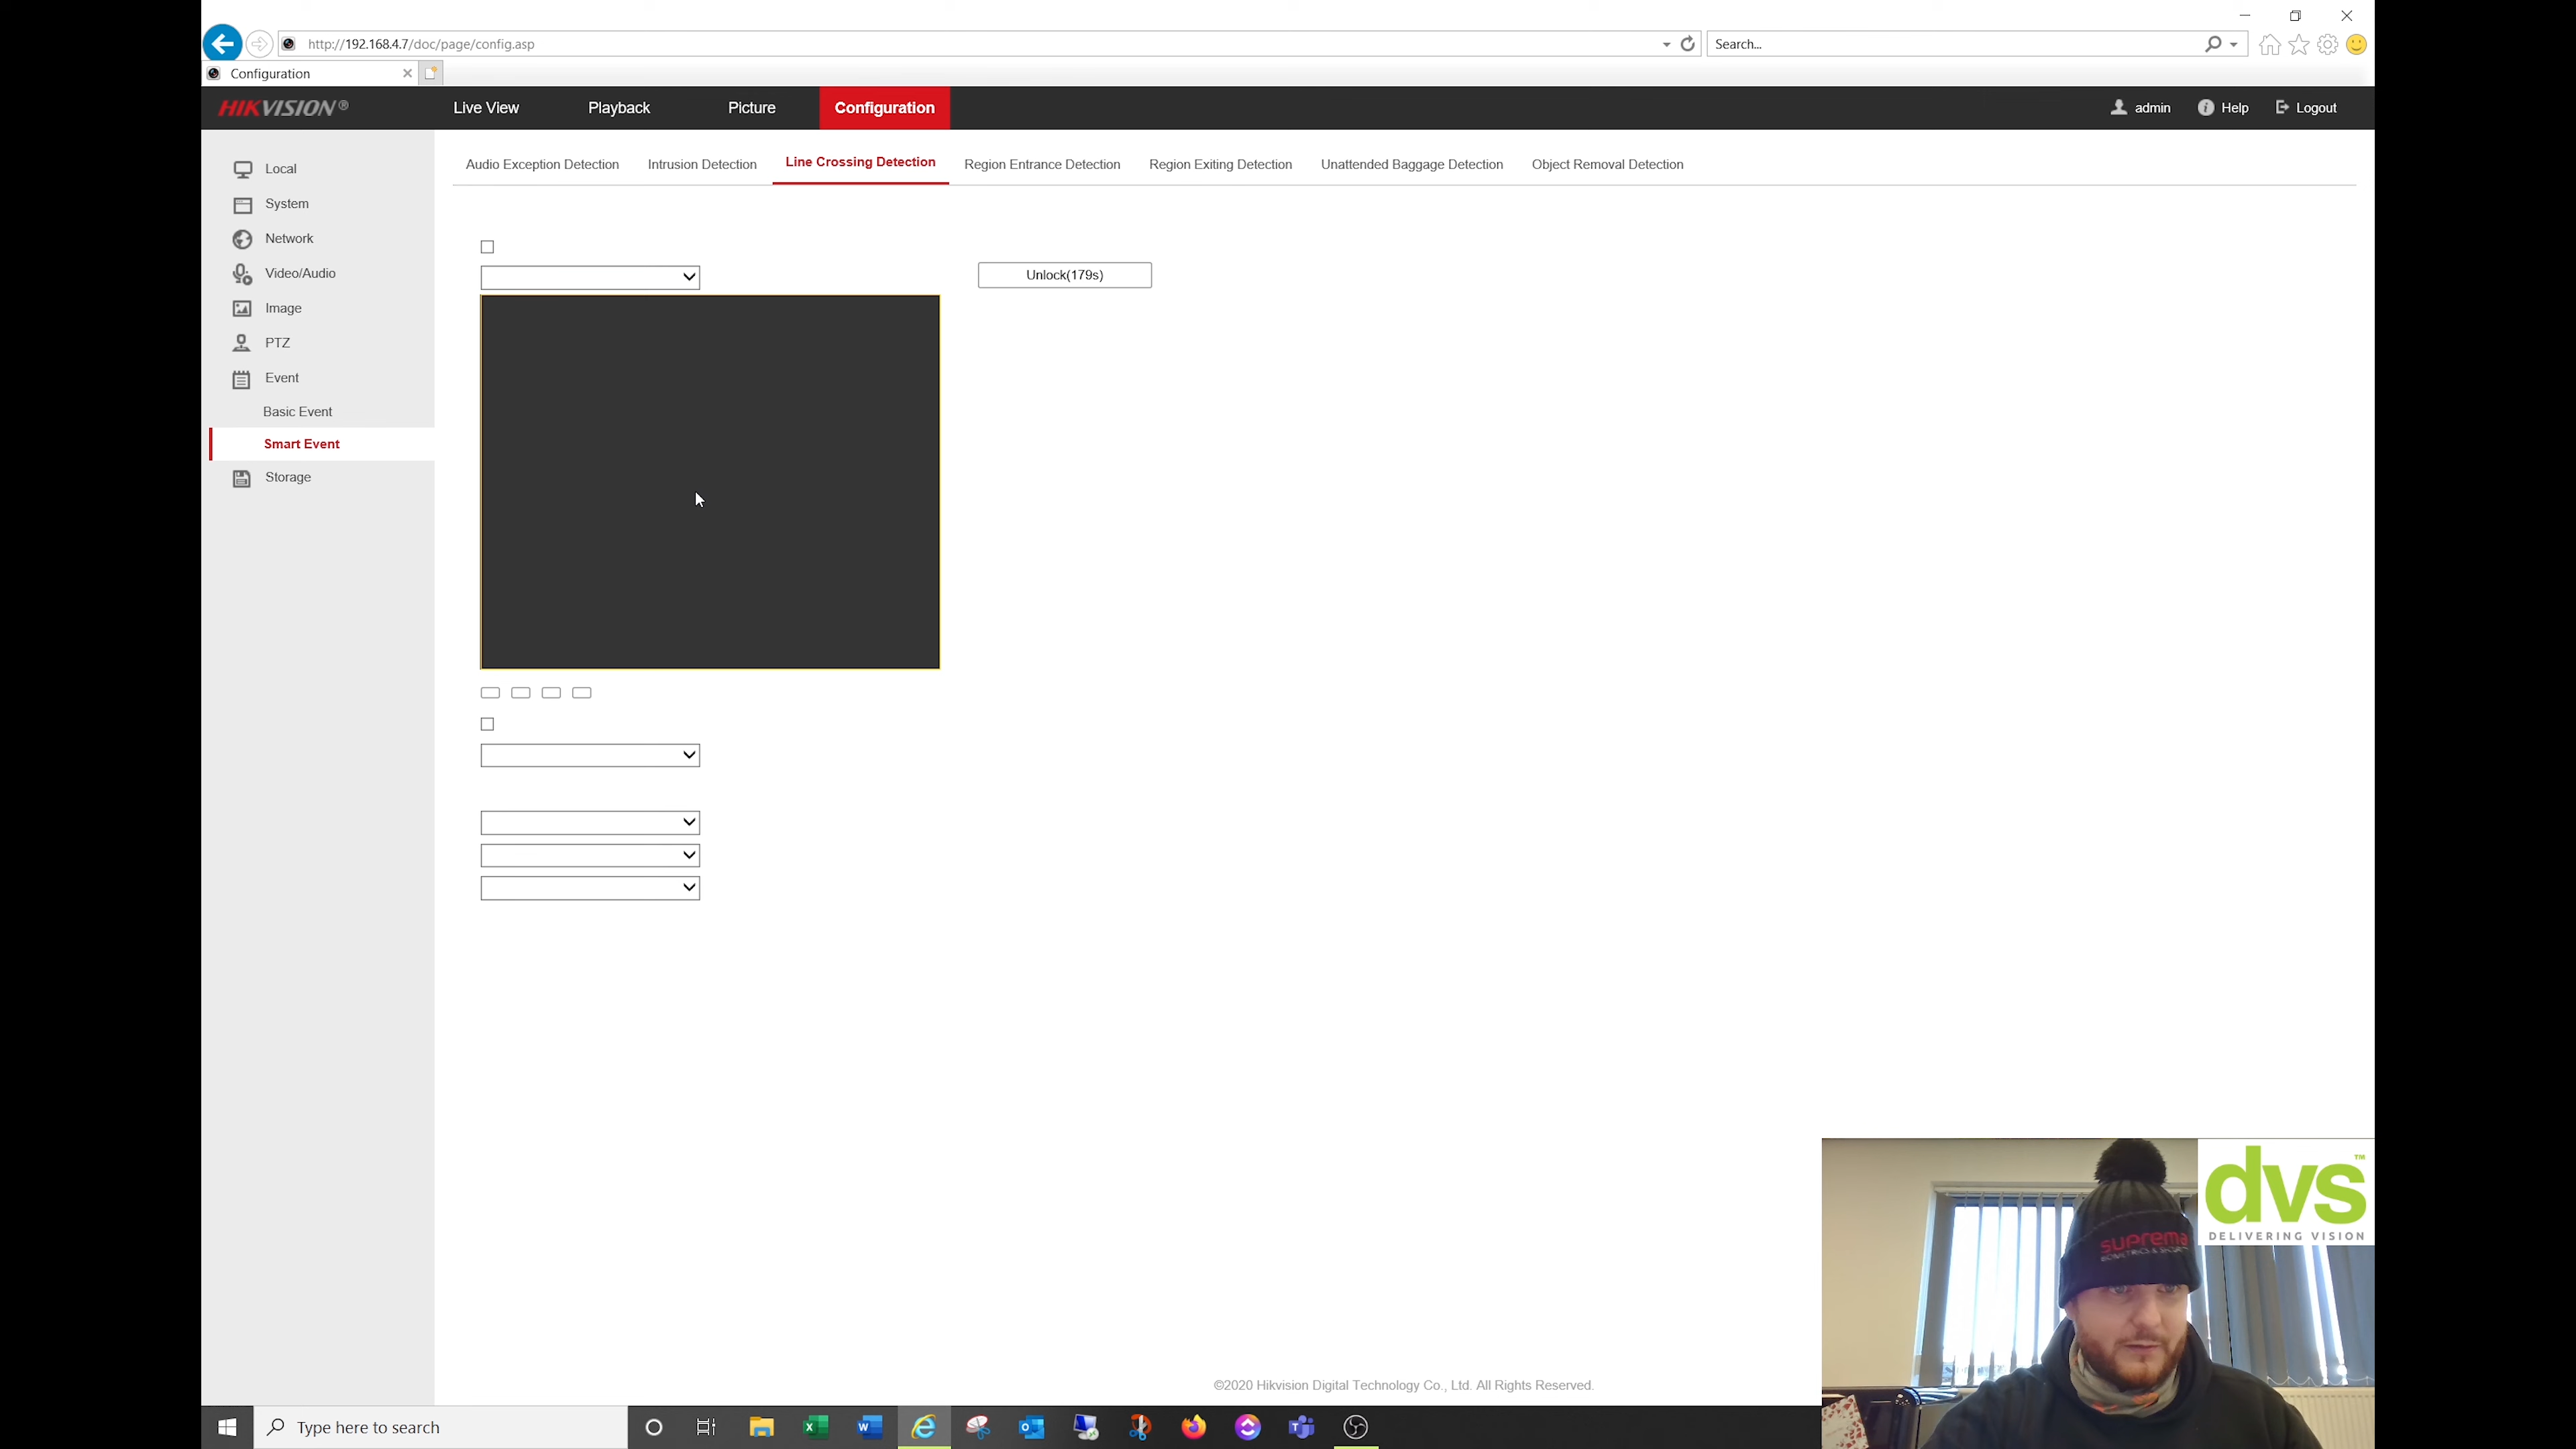 http://192.168.4.7/doc/page/config.asp
Search...
Configuration
HIKVISION®
Live View
Playback
Picture
Configuration
admin
Help
Logout
Local
System
Network
Video/Audio
Image
PTZ
Event
Basic Event
Smart Event
Storage
Audio Exception Detection
Intrusion Detection
Line Crossing Detection
Region Entrance Detection
Region Exiting Detection
Unattended Baggage Detection
Object Removal Detection
Unlock(179s)
©2020 Hikvision Digital Technology Co., Ltd. All Rights Reserved.
dvs™
DELIVERING VISION
suprema
Type here to search